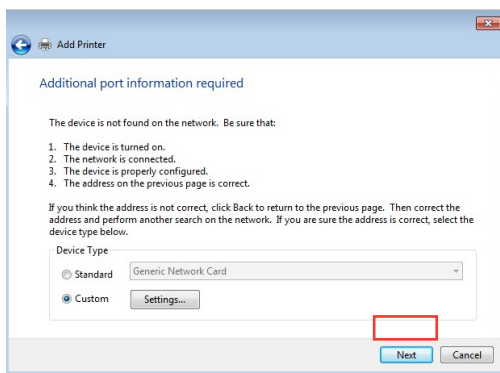 Add Printer
Additional port information required
The device is not found on the network. Be sure that:
1. The device is turned on.
2. The network is connected.
3. The device is properly configured.
4. The address on the previous page is correct.
If you think the address is not correct, click Back to return to the previous page. Then correct the
address and perform another search on the network. If you are sure the address is correct, select the
device type below.
Device Type
Standard Generic Network Card
Custom Settings...
Next Cancel